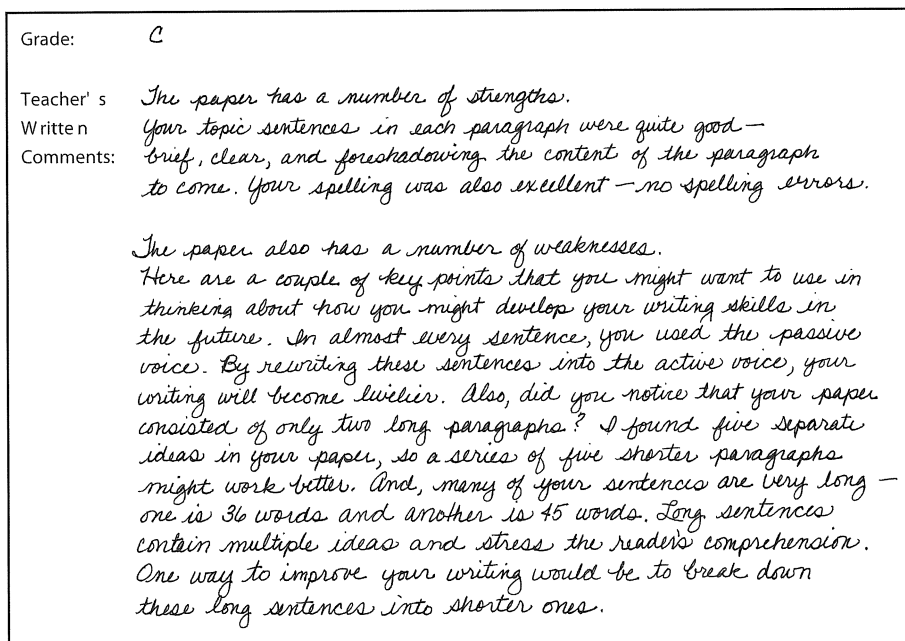 Grade: C
Teacher's The paper has a number of strengths.
Written Your topic sentences in each paragraph were quite good —
Comments: brief, clear, and foreshadowing the content of the paragraph
to come. Your spelling was also excellent — no spelling errors.
The paper also has a number of weaknesses.
Here are a couple of key points that you might want to use in
thinking about how you might develop your writing skills in
the future. In almost every sentence, you used the passive
voice. By rewriting these sentences into the active voice, your
writing will become livelier. Also, did you notice that your paper
consisted of only two long paragraphs? I found five separate
ideas in your paper, so a series of five shorter paragraphs
might work better. And, many of your sentences are very long —
one is 36 words and another is 45 words. Long sentences
contain multiple ideas and stress the reader's comprehension.
One way to improve your writing would be to break down
these long sentences into shorter ones.